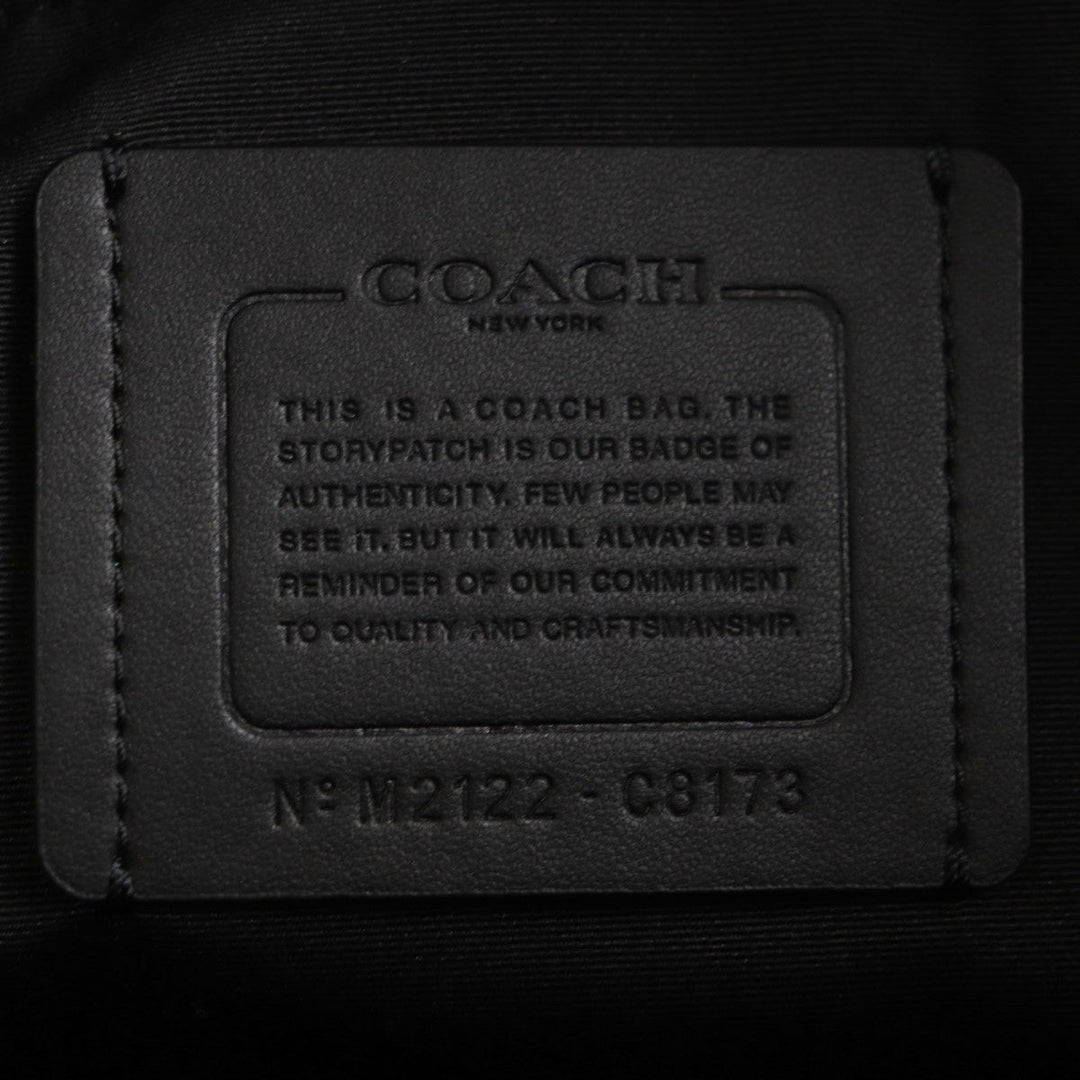 COACH
NEW YORK
THIS IS A COACH BAG. THE
STORYPATCH IS OUR BADGE OF
AUTHENTICITY. FEW PEOPLE MAY
SEE IT, BUT IT WILL ALWAYS BE A
REMINDER OF OUR COMMITMENT
TO QUALITY AND CRAFTSMANSHIP.
Nº M2122 - C8173